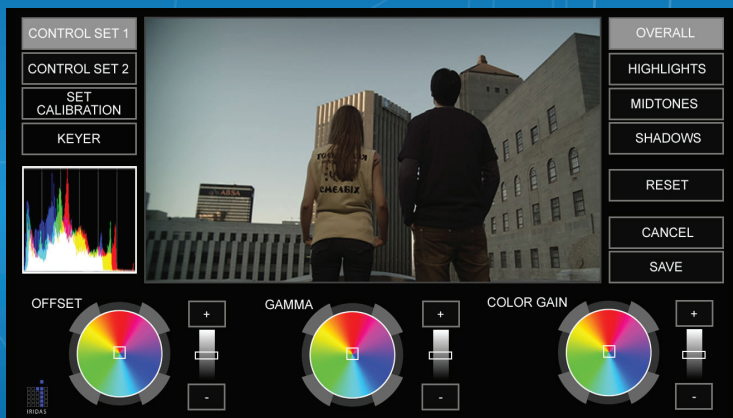 CONTROL SET 1
CONTROL SET 2
SET
CALIBRATION
KEYER
OVERALL
HIGHLIGHTS
MIDTONES
SHADOWS
RESET
CANCEL
SAVE
ABSA
OFFSET
+
-
GAMMA
+
-
COLOR GAIN
+
-
IRIDAS